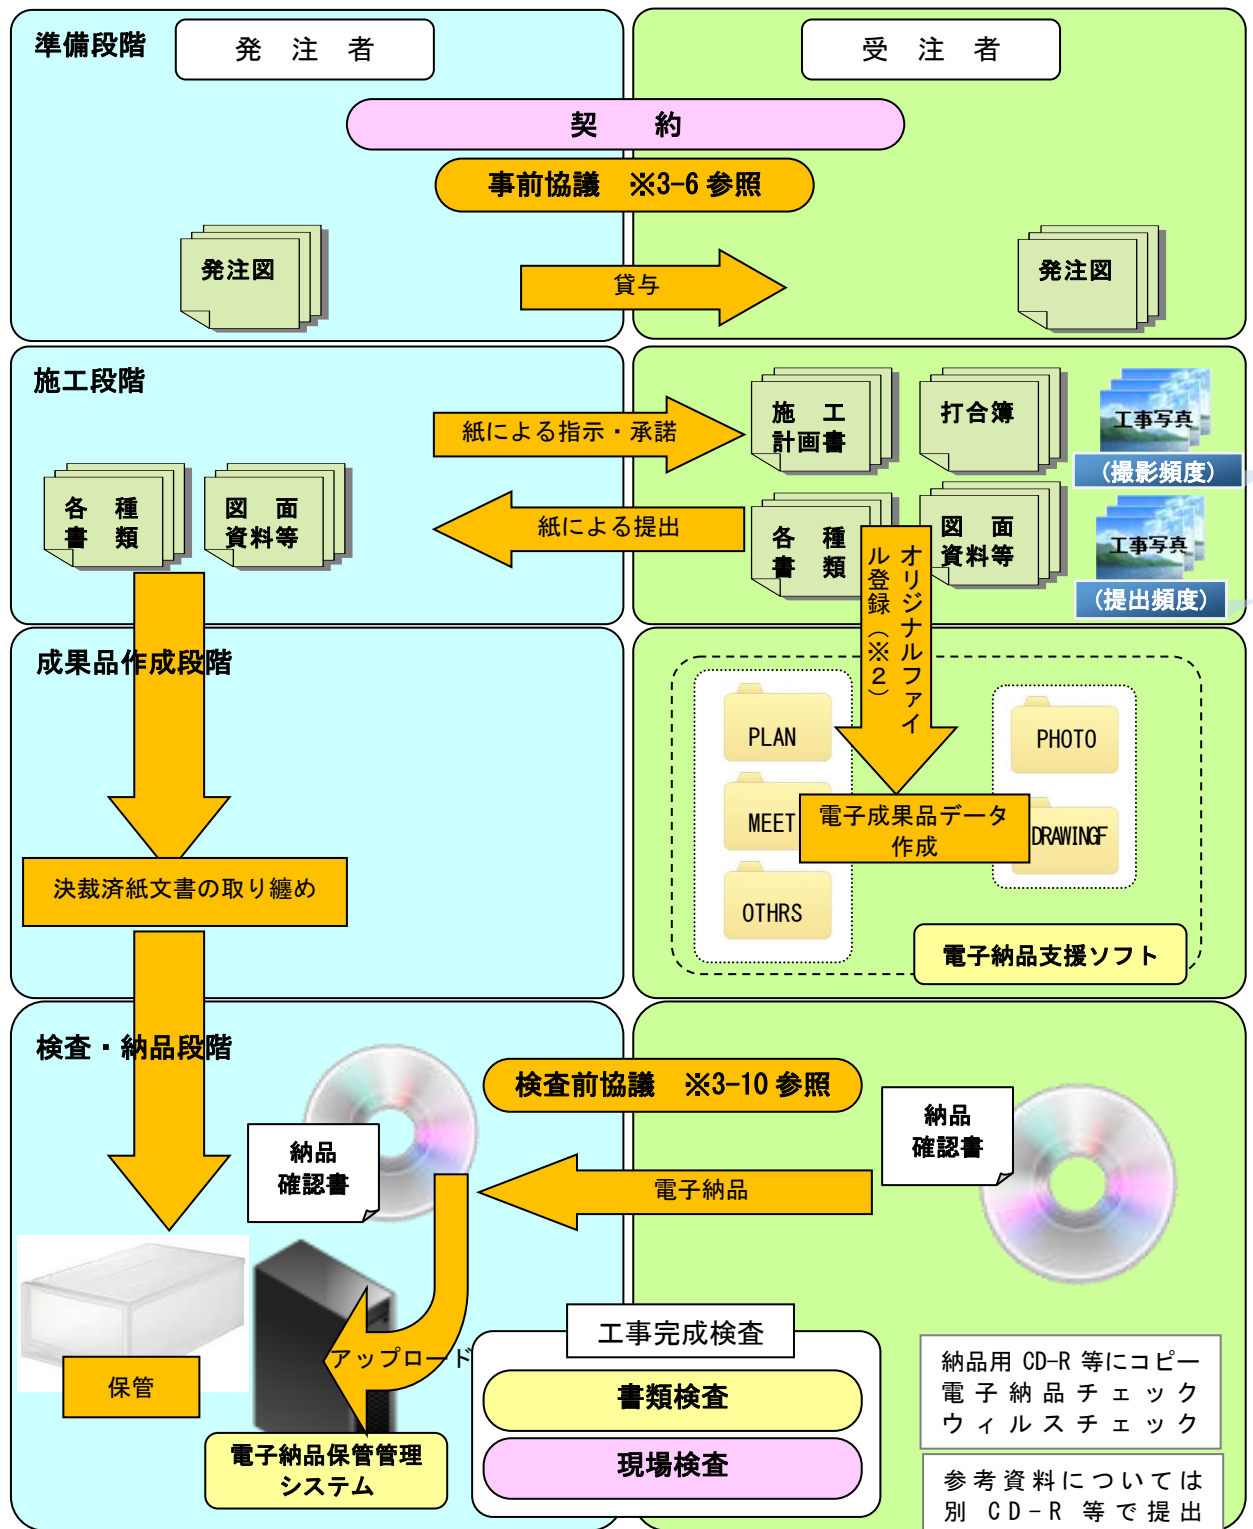 準備段階
発　注　者
受　注　者
契　　約
事前協議　※3-6 参照
発注図
貸与
発注図
施工段階
紙による指示・承諾
施　工
計画書
打合簿
工事写真
(撮影頻度)
各　種
書　類
図　面
資料等
紙による提出
各　種
書　類
図　面
資料等
工事写真
(提出頻度)
オリジナルファイ
ル登録（※２）
成果品作成段階
PLAN
MEET
OTHRS
PHOTO
DRAWINGF
電子成果品データ
作成
決裁済紙文書の取り纏め
電子納品支援ソフト
検査・納品段階
検査前協議　※3-10 参照
納品
確認書
納品
確認書
電子納品
アップロード
保管
電子納品保管管理
システム
工事完成検査
書類検査
現場検査
納品用 CD-R 等にコピー
電子納品チェック
ウィルスチェック
参考資料については
別 CD-R 等で提出